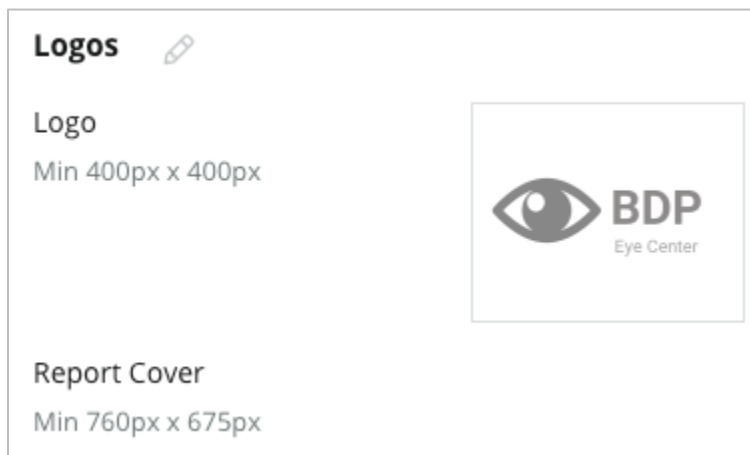 Logos
Logo
Min 400px x 400px
BDP
Eye Center
Report Cover
Min 760px x 675px